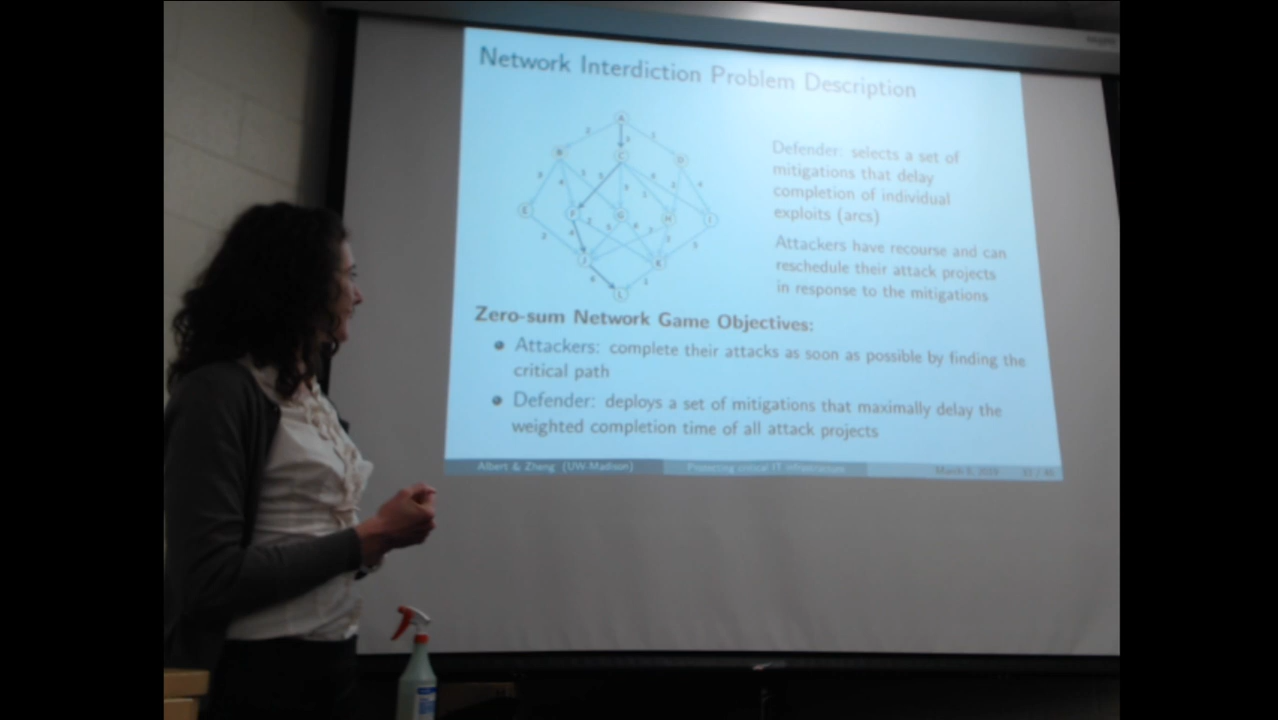 Network Interdiction Problem Description
A
B
C
D
E
F
G
H
I
J
K
L
Defender: selects a set of
mitigations that delay
completion of individual
exploits (arcs)
Attackers have recourse and can
reschedule their attack projects
in response to the mitigations
Zero-sum Network Game Objectives:
Attackers: complete their attacks as soon as possible by finding the
critical path
Defender: deploys a set of mitigations that maximally delay the
weighted completion time of all attack projects
Albert & Zheng (UW-Madison) Protecting critical IT infrastructure